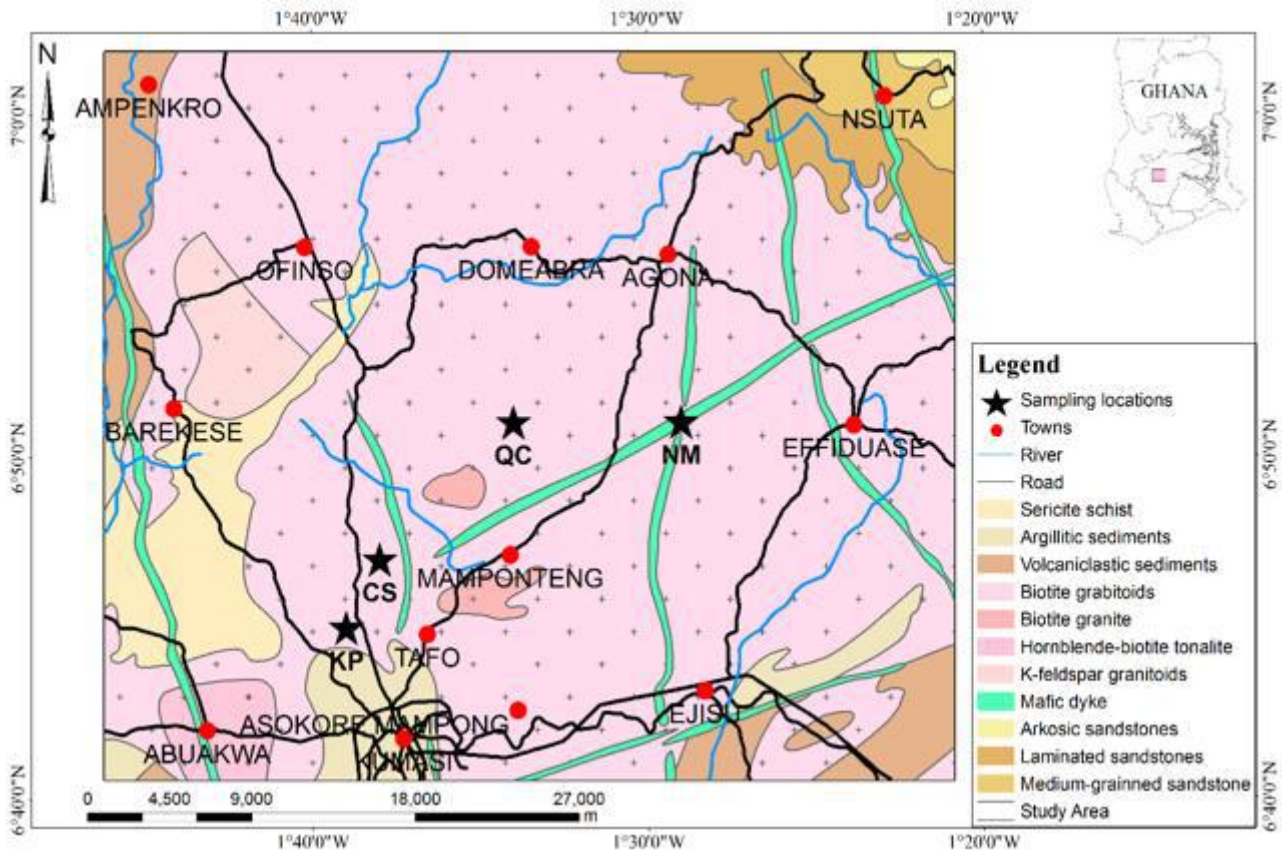 1°40'0"W
1°30'0"W
1°20'0"W
N
GHANA
AMPENKRO
NSUTA
7°0'0"N
7°0'0"N
OFINSO
DOMEABRA
AGONA
Legend
Sampling locations
Towns
River
Road
Sericite schist
Argillitic sediments
Volcaniclastic sediments
Biotite grabitoids
Biotite granite
Hornblende-biotite tonalite
K-feldspar granitoids
Mafic dyke
Arkosic sandstones
Laminated sandstones
Medium-grainned sandstone
Study Area
BAREKESE
QC
NM
EFFIDUASE
6°50'0"N
6°50'0"N
MAMPONTENG
CS
KP
TAFO
EJISU
ASOKORE MAMPONG
ABUAKWA
KUMASI
6°40'0"N
6°40'0"N
0 4,500 9,000 18,000 27,000
m
1°40'0"W
1°30'0"W
1°20'0"W